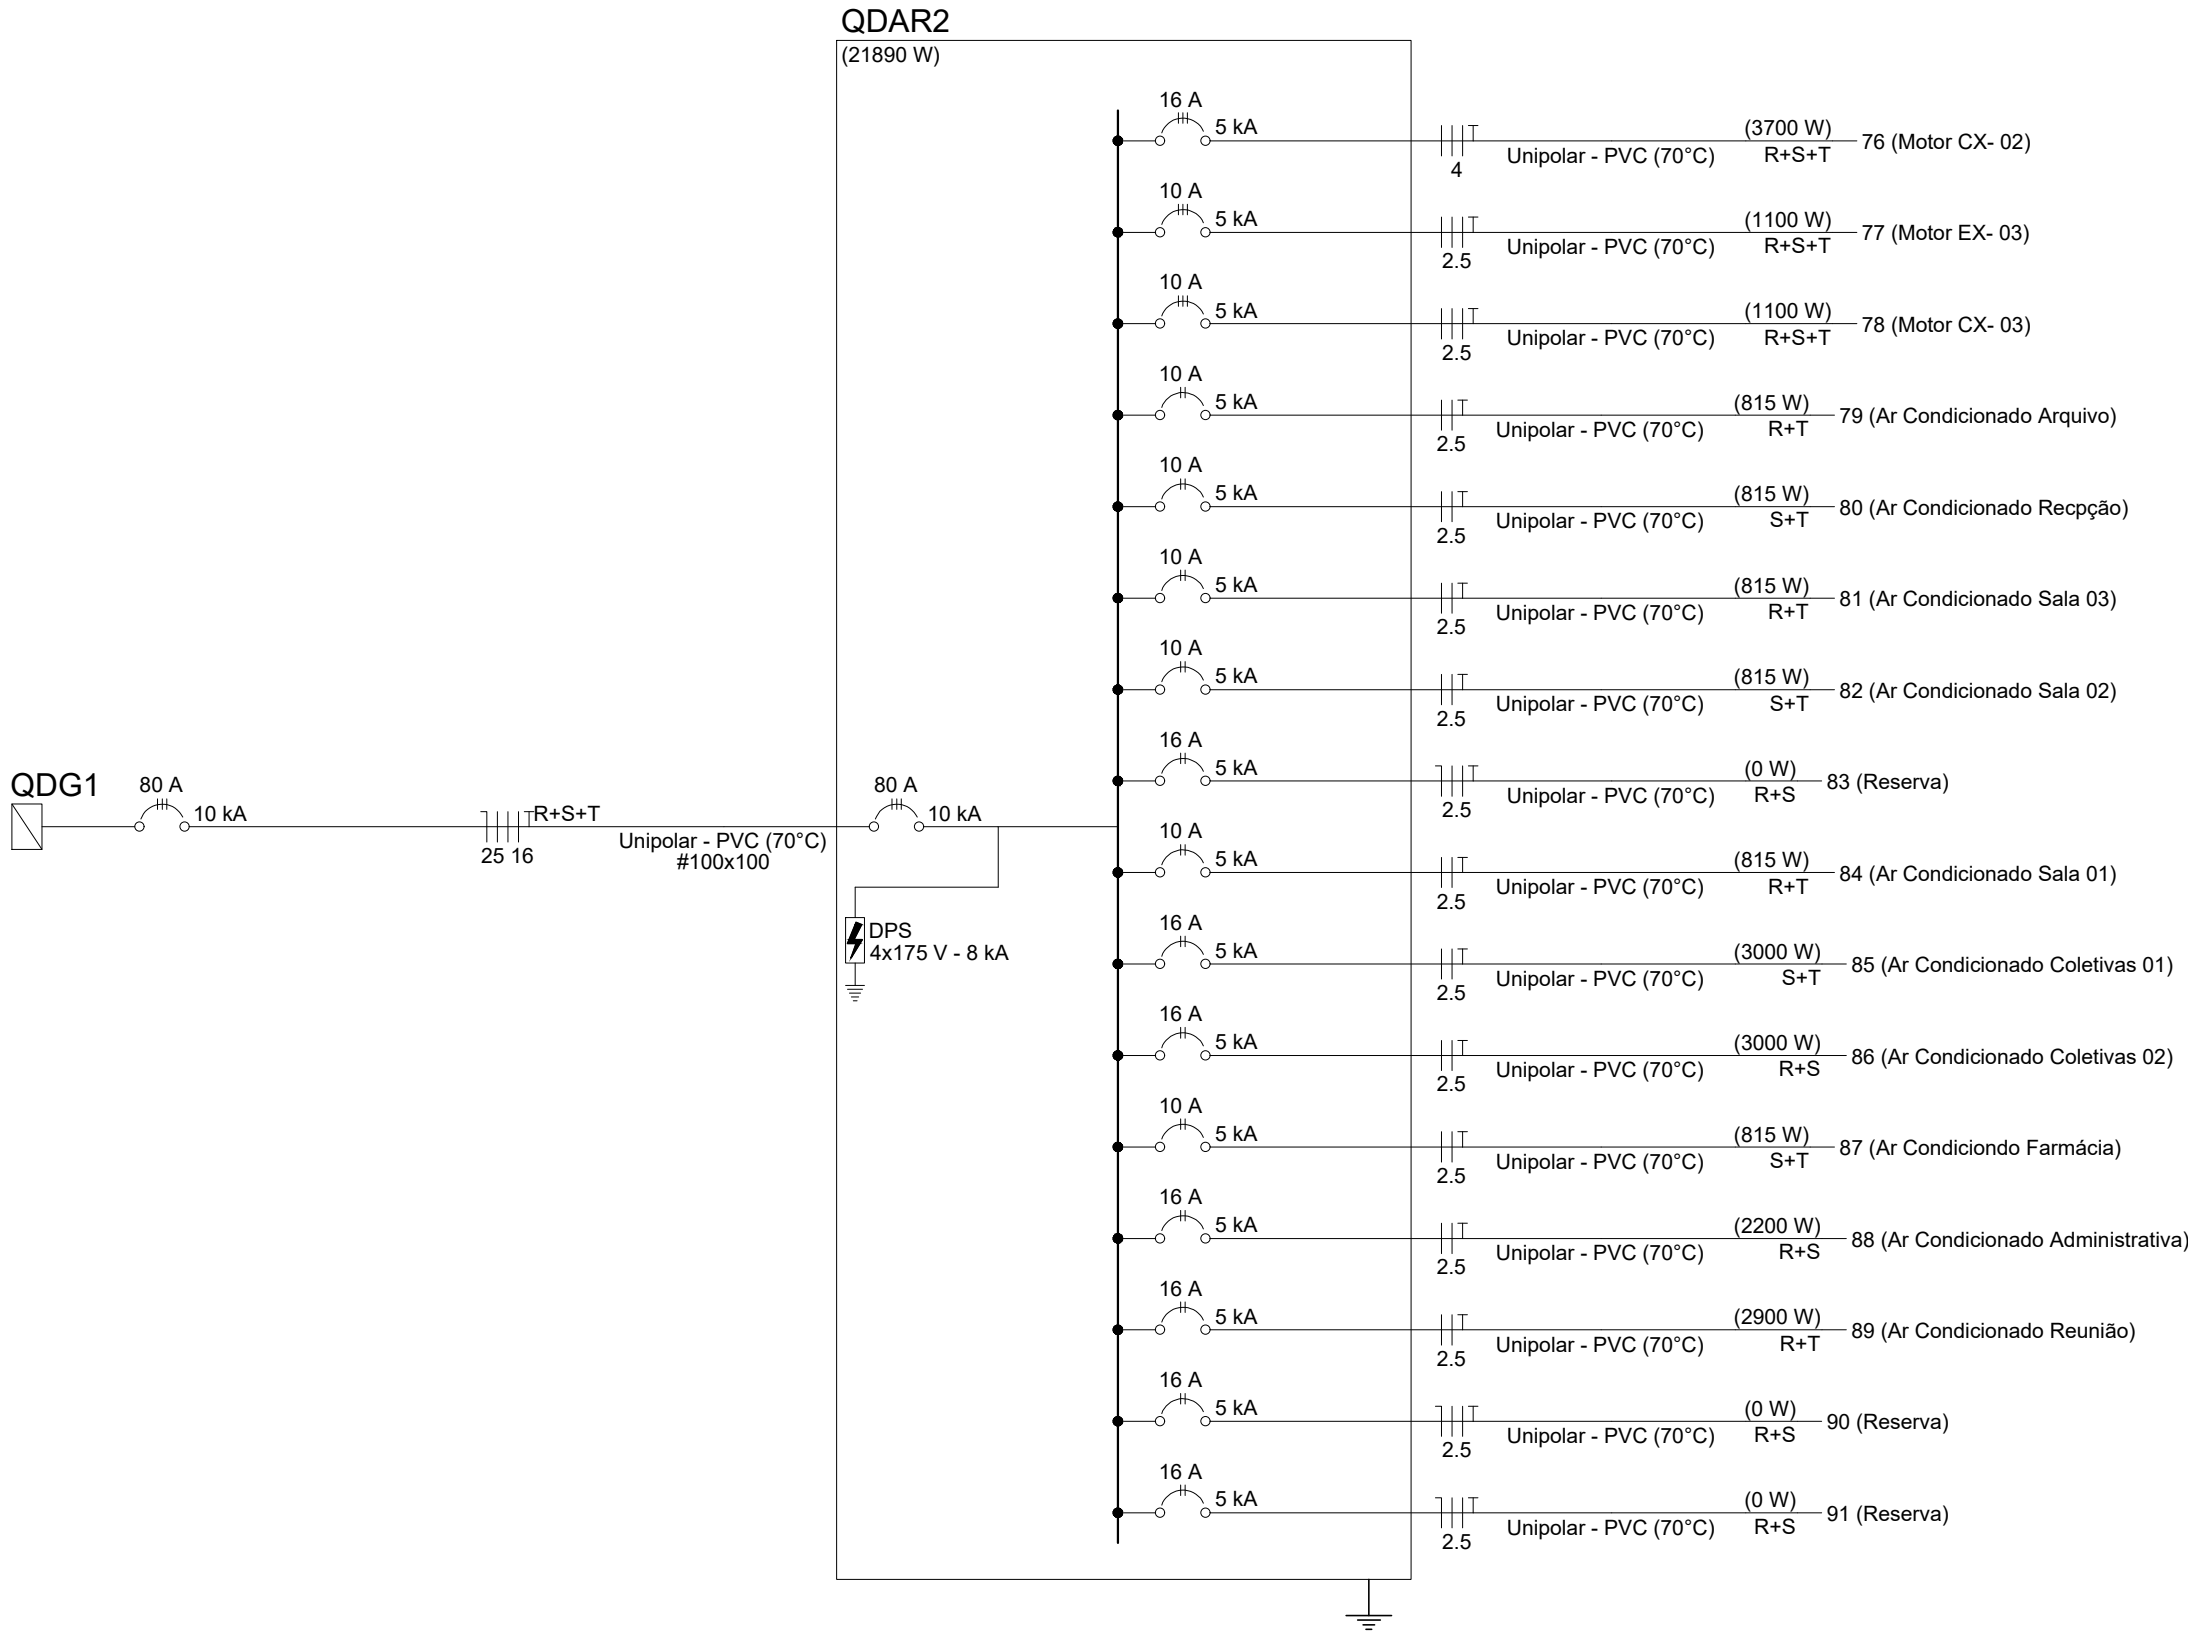 QDAR2
(21890 W)
16 A
5 kA
4
Unipolar - PVC (70°C)
(3700 W)
R+S+T
76 (Motor CX- 02)
10 A
5 kA
2.5
Unipolar - PVC (70°C)
(1100 W)
R+S+T
77 (Motor EX- 03)
10 A
5 kA
2.5
Unipolar - PVC (70°C)
(1100 W)
R+S+T
78 (Motor CX- 03)
10 A
5 kA
2.5
Unipolar - PVC (70°C)
(815 W)
R+T
79 (Ar Condicionado Arquivo)
10 A
5 kA
2.5
Unipolar - PVC (70°C)
(815 W)
S+T
80 (Ar Condicionado Recpção)
10 A
5 kA
2.5
Unipolar - PVC (70°C)
(815 W)
R+T
81 (Ar Condicionado Sala 03)
10 A
5 kA
2.5
Unipolar - PVC (70°C)
(815 W)
S+T
82 (Ar Condicionado Sala 02)
QDG1
80 A
10 kA
25 16
R+S+T
Unipolar - PVC (70°C)
#100x100
80 A
10 kA
DPS
4x175 V - 8 kA
16 A
5 kA
2.5
Unipolar - PVC (70°C)
(0 W)
R+S
83 (Reserva)
10 A
5 kA
2.5
Unipolar - PVC (70°C)
(815 W)
R+T
84 (Ar Condicionado Sala 01)
16 A
5 kA
2.5
Unipolar - PVC (70°C)
(3000 W)
S+T
85 (Ar Condicionado Coletivas 01)
16 A
5 kA
2.5
Unipolar - PVC (70°C)
(3000 W)
R+S
86 (Ar Condicionado Coletivas 02)
10 A
5 kA
2.5
Unipolar - PVC (70°C)
(815 W)
S+T
87 (Ar Condiciondo Farmácia)
16 A
5 kA
2.5
Unipolar - PVC (70°C)
(2200 W)
R+S
88 (Ar Condicionado Administrativa)
16 A
5 kA
2.5
Unipolar - PVC (70°C)
(2900 W)
R+T
89 (Ar Condicionado Reunião)
16 A
5 kA
2.5
Unipolar - PVC (70°C)
(0 W)
R+S
90 (Reserva)
16 A
5 kA
2.5
Unipolar - PVC (70°C)
(0 W)
R+S
91 (Reserva)